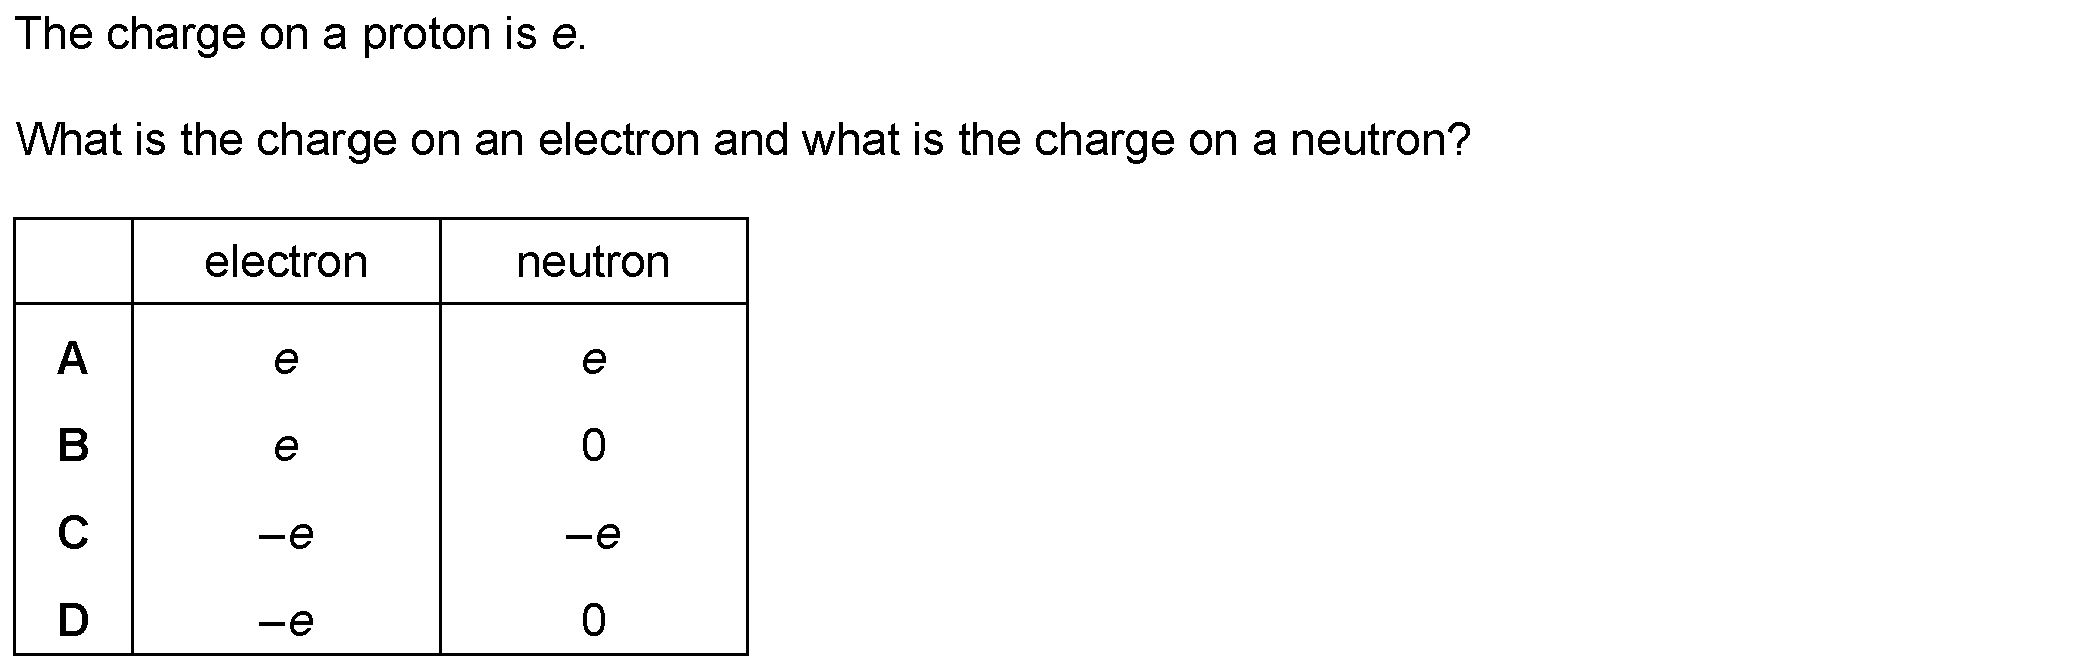 The charge on a proton is e.
What is the charge on an electron and what is the charge on a neutron?
electron neutron
A e e
B e 0
C –e –e
D –e 0